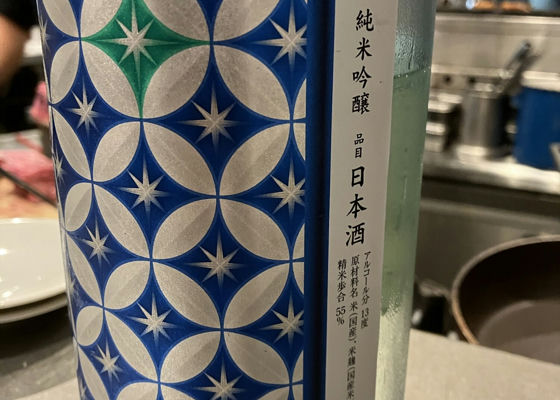 純米吟醸
品目 日本酒
アルコール分 13度
原材料名 米(国産)、米麹(国産米
精米歩合 55%